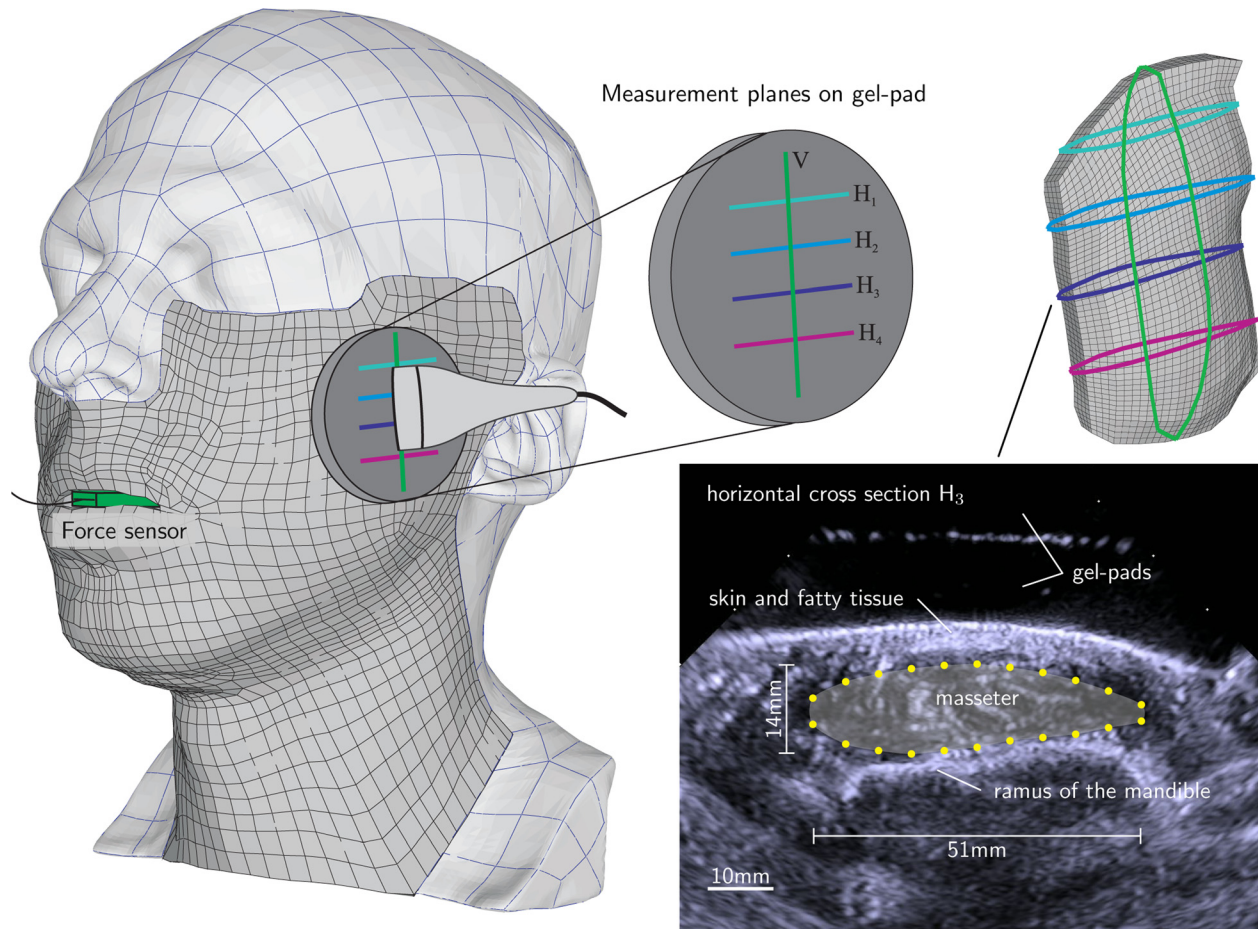 Measurement planes on gel-pad
V
H₁
H₂
H₃
H₄
Force sensor
horizontal cross section H₃
gel-pads
skin and fatty tissue
masseter
14mm
ramus of the mandible
51mm
10mm